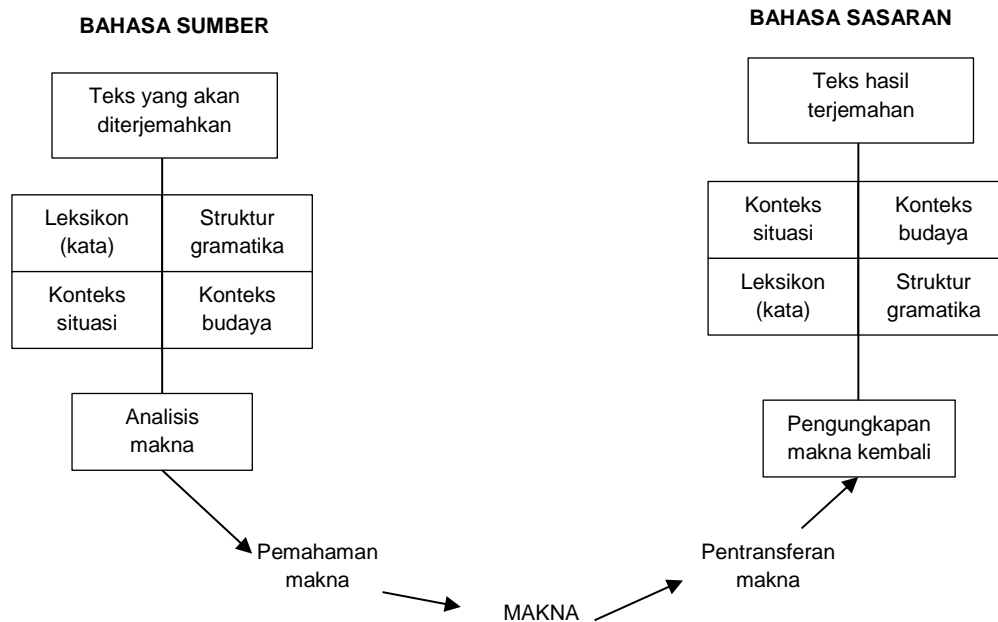 BAHASA SUMBER
Teks yang akan
diterjemahkan
Leksikon
(kata)
Struktur
gramatika
Konteks
situasi
Konteks
budaya
Analisis
makna
Pemahaman
makna
MAKNA
BAHASA SASARAN
Teks hasil
terjemahan
Konteks
situasi
Konteks
budaya
Leksikon
(kata)
Struktur
gramatika
Pengungkapan
makna kembali
Pentransferan
makna